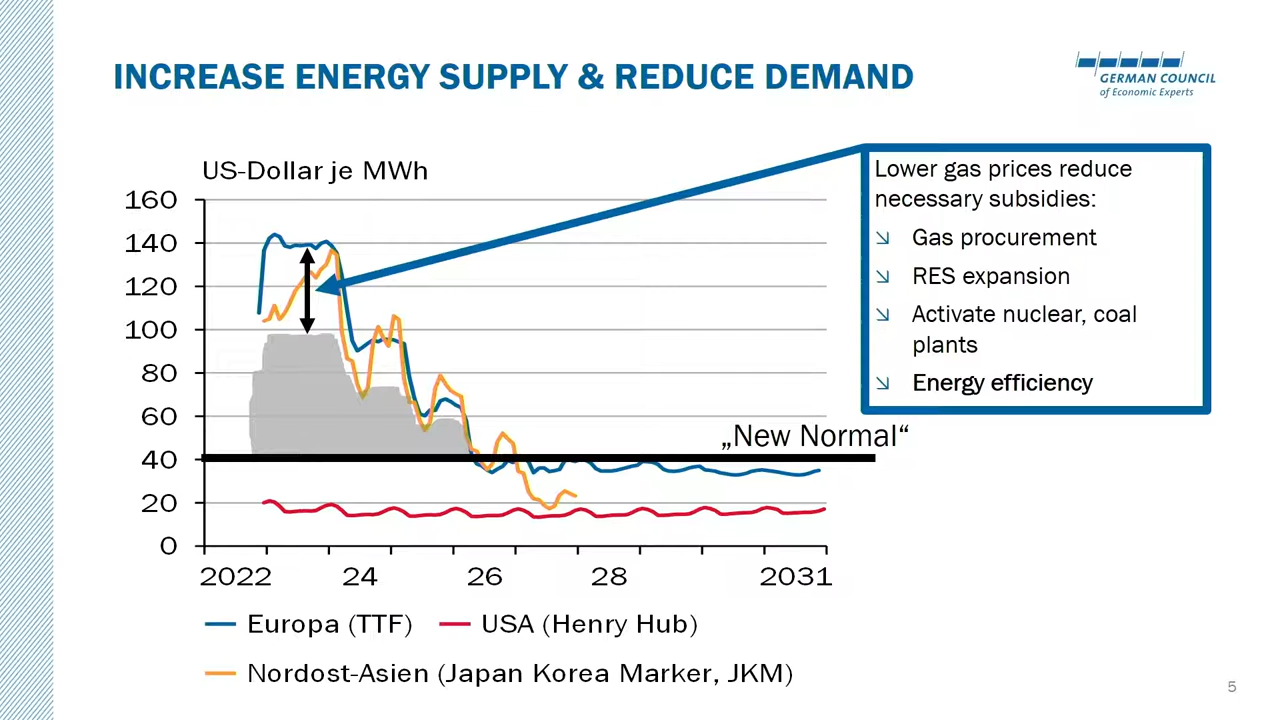 INCREASE ENERGY SUPPLY & REDUCE DEMAND
GERMAN COUNCIL
of Economic Experts
US-Dollar je MWh
160
140
120
100
80
60
40
20
0
2022
24
26
28
2031
„New Normal“
Lower gas prices reduce
necessary subsidies:
Gas procurement
RES expansion
Activate nuclear, coal
plants
Energy efficiency
Europa (TTF)
USA (Henry Hub)
Nordost-Asien (Japan Korea Marker, JKM)
5